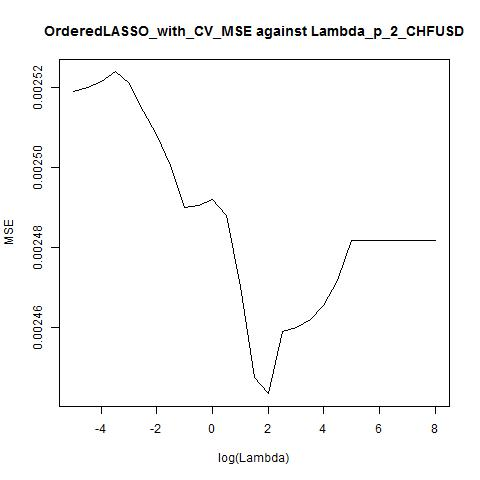 OrderedLASSO_with_CV_MSE against Lambda_p_2_CHFUSD
MSE
0.00252
0.00250
0.00248
0.00246
-4 -2 0 2 4 6 8
log(Lambda)